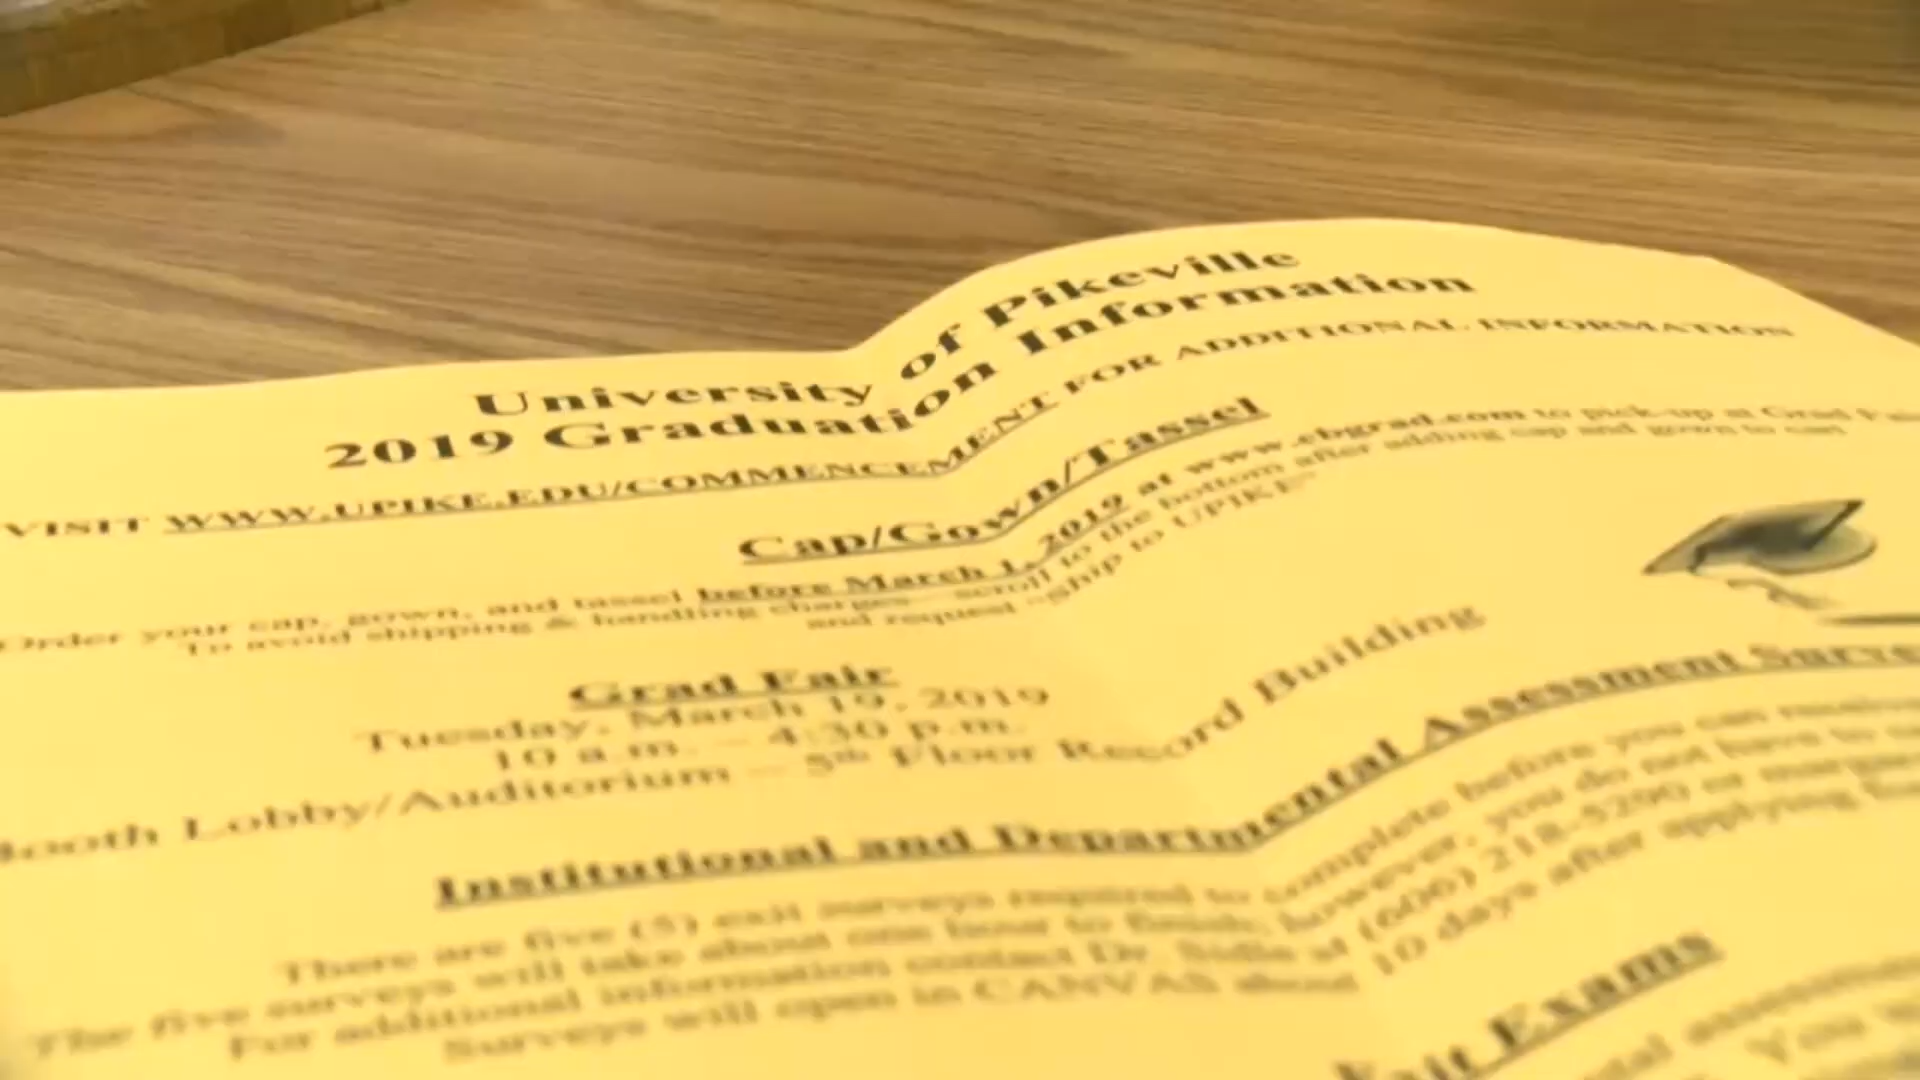 University of Pikeville
2019 Graduation Information
VISIT WWW.UPIKE.EDU/COMMENCEMENT FOR ADDITIONAL INFORMATION
Cap/Gown/Tassel
Order your cap, gown, and tassel before March 1, 2019 at www.cbgrad.com to pick-up at Grad Fair
To avoid shipping & handling charges – scroll to the bottom after adding cap and gown to cart
and request "ship to UPIKE"
Grad Fair
Tuesday, March 19, 2019
10 a.m. – 4:30 p.m.
Booth Lobby/Auditorium – 5th Floor Record Building
Institutional and Departmental Assessment Surve
There are five (5) exit surveys required to complete before you can receive
The five surveys will take about one hour to finish; however, you do not have to
For additional information contact Dr. Sidle at (606) 218-5290 or
Surveys will open in CANVAS about 10 days after applying for
Exit Exams
assessment
You